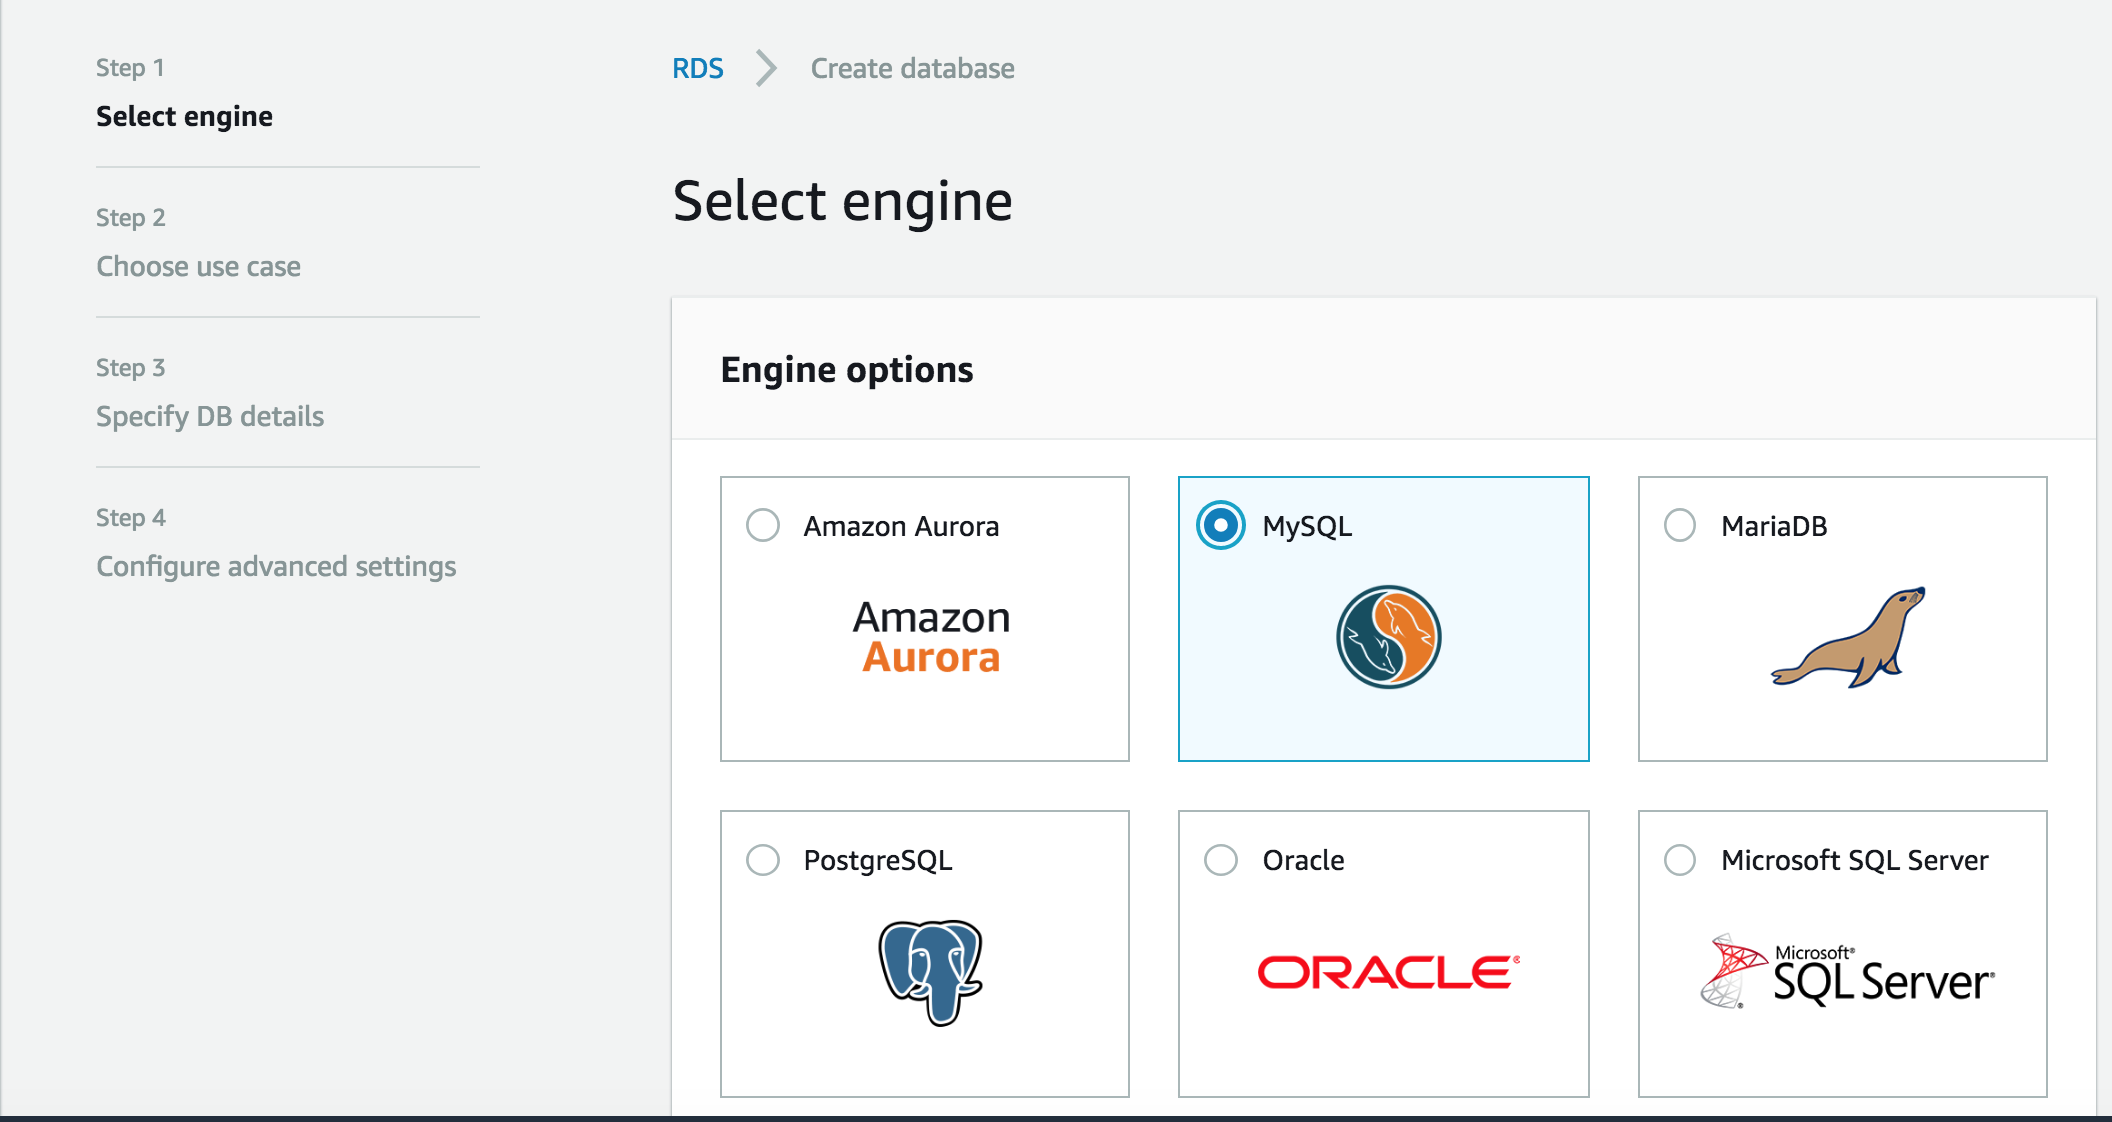 Step 1
Select engine
Step 2
Choose use case
Step 3
Specify DB details
Step 4
Configure advanced settings
RDS
Create database
Select engine
Engine options
Amazon Aurora
Amazon
Aurora
MySQL
MariaDB
PostgreSQL
Oracle
ORACLE®
Microsoft SQL Server
Microsoft®
SQL Server®